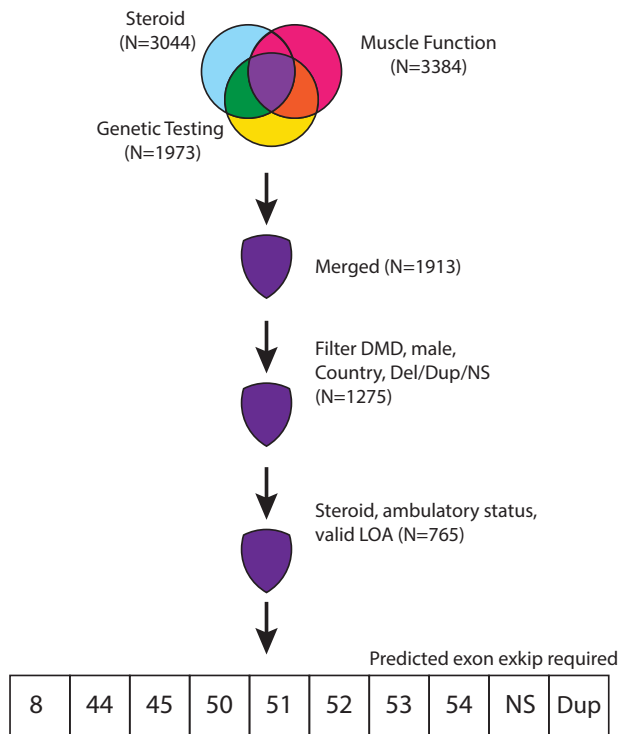 Steroid
(N=3044)
Muscle Function
(N=3384)
Genetic Testing
(N=1973)
Merged (N=1913)
Filter DMD, male,
Country, Del/Dup/NS
(N=1275)
Steroid, ambulatory status,
valid LOA (N=765)
Predicted exon exkip required
8 44 45 50 51 52 53 54 NS Dup